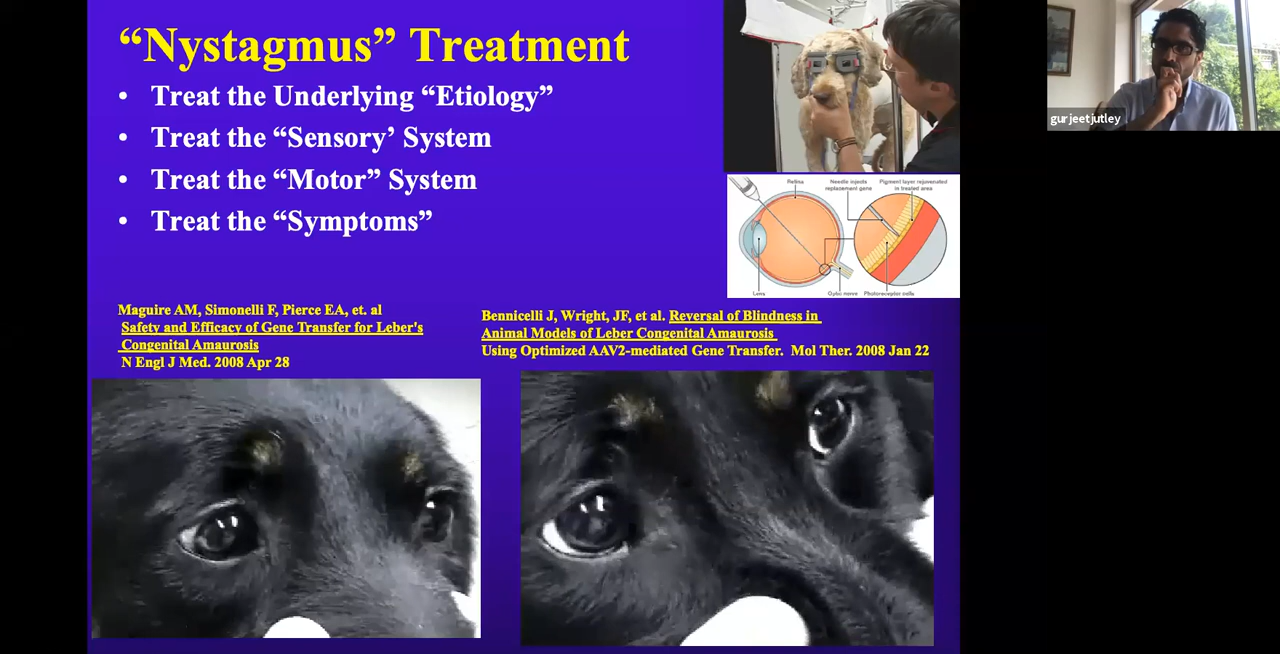 “Nystagmus” Treatment
• Treat the Underlying “Etiology”
• Treat the “Sensory’ System
• Treat the “Motor” System
• Treat the “Symptoms”
Retina
Needle injects
replacement gene
Pigment layer rejuvenated
in treated area
Lens
Optic nerve
Photoreceptor cells
Maguire AM, Simonelli F, Pierce EA, et. al
Safety and Efficacy of Gene Transfer for Leber's
Congenital Amaurosis
N Engl J Med. 2008 Apr 28
Bennicelli J, Wright, JF, et al. Reversal of Blindness in
Animal Models of Leber Congenital Amaurosis
Using Optimized AAV2-mediated Gene Transfer. Mol Ther. 2008 Jan 22
gurjeetjutley